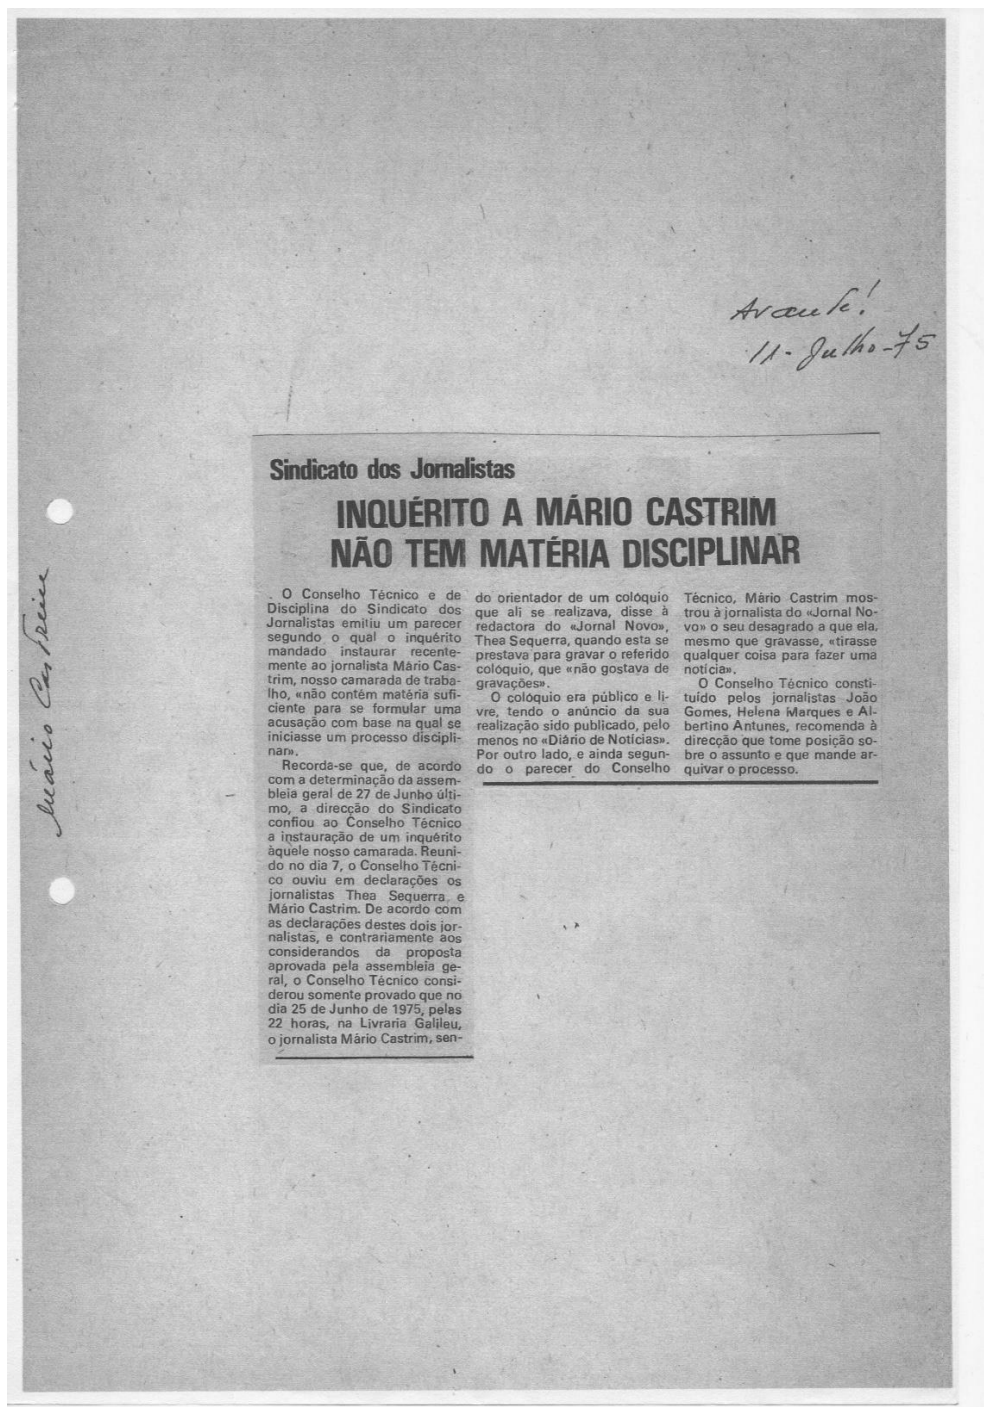 Avante!
11-Julho-75
Mário Castrim
Sindicato dos Jornalistas
INQUÉRITO A MÁRIO CASTRIM
NÃO TEM MATÉRIA DISCIPLINAR
O Conselho Técnico e de
Disciplina do Sindicato dos
Jornalistas emitiu um parecer
segundo o qual o inquérito
mandado instaurar recente-
mente ao jornalista Mário Cas-
trim, nosso camarada de traba-
lho, «não contém matéria sufi-
ciente para se formular uma
acusação com base na qual se
iniciasse um processo discipli-
nar».
Recorda-se que, de acordo
com a determinação da assem-
bleia geral de 27 de Junho últi-
mo, a direcção do Sindicato
confiou ao Conselho Técnico
a instauração de um inquérito
àquele nosso camarada. Reuni-
do no dia 7, o Conselho Técni-
co ouviu em declarações os
jornalistas Thea Sequerra e
Mário Castrim. De acordo com
as declarações destes dois jor-
nalistas, e contrariamente aos
considerandos da proposta
aprovada pela assembleia ge-
ral, o Conselho Técnico consi-
derou somente provado que no
dia 25 de Junho de 1975, pelas
22 horas, na Livraria Galileu,
o jornalista Mário Castrim, sen-
do orientador de um colóquio
que ali se realizava, disse à
redactora do «Jornal Novo»,
Thea Sequerra, quando esta se
prestava para gravar o referido
colóquio, que «não gostava de
gravações».
O colóquio era público e li-
vre, tendo o anúncio da sua
realização sido publicado, pelo
menos no «Diário de Notícias».
Por outro lado, e ainda segun-
do o parecer do Conselho
Técnico, Mário Castrim mos-
trou à jornalista do «Jornal No-
vo» o seu desagrado a que ela,
mesmo que gravasse, «tirasse
qualquer coisa para fazer uma
notícia».
O Conselho Técnico consti-
tuído pelos jornalistas João
Gomes, Helena Marques e Al-
bertino Antunes, recomenda à
direcção que tome posição so-
bre o assunto e que mande ar-
quivar o processo.